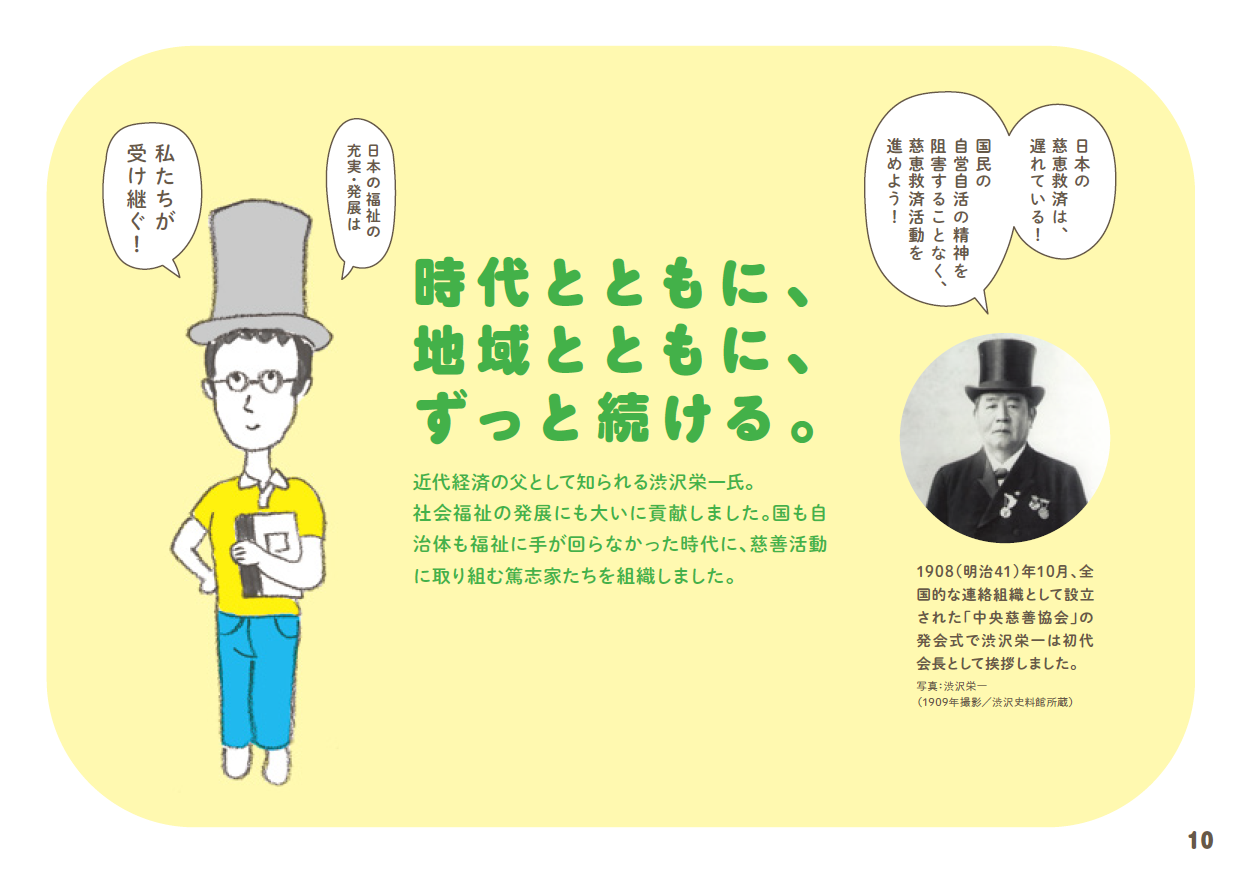 日本の
慈恵救済は、
遅れている！
国民の
自営自活の精神を
阻害することなく、
慈恵救済活動を
進めよう！
日本の福祉の
充実・発展は
私たちが
受け継ぐ！
時代とともに、
地域とともに、
ずっと続ける。
近代経済の父として知られる渋沢栄一氏。
社会福祉の発展にも大いに貢献しました。国も自
治体も福祉に手が回らなかった時代に、慈善活動
に取り組む篤志家たちを組織しました。
1908（明治41）年10月、全
国的な連絡組織として設立
された「中央慈善協会」の
発会式で渋沢栄一は初代
会長として挨拶しました。
写真：渋沢栄一
（1909年撮影／渋沢史料館所蔵）
10